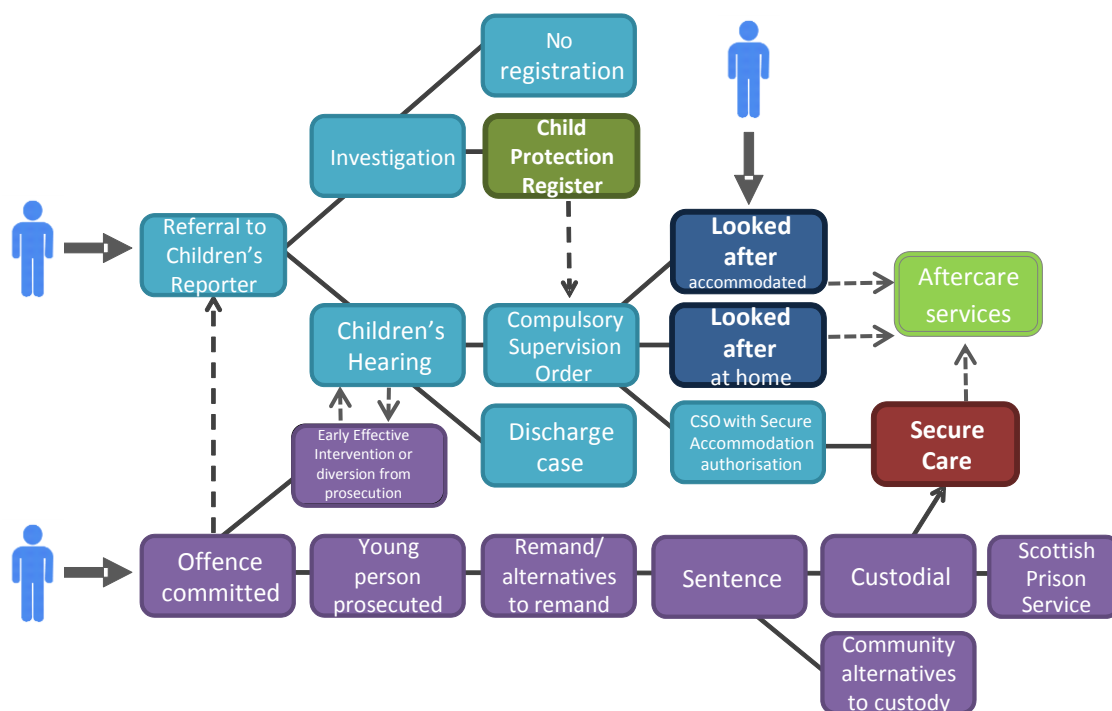 No
registration
Child
Protection
Register
Investigation
Referral to
Children’s
Reporter
Looked
after
accommodated
Aftercare
services
Children’s
Hearing
Compulsory
Supervision
Order
Looked
after
at home
Early Effective
Intervention or
diversion from
prosecution
Discharge
case
CSO with Secure
Accommodation
authorisation
Secure
Care
Offence
committed
Young
person
prosecuted
Remand/
alternatives
to remand
Sentence
Custodial
Scottish
Prison
Service
Community
alternatives
to custody